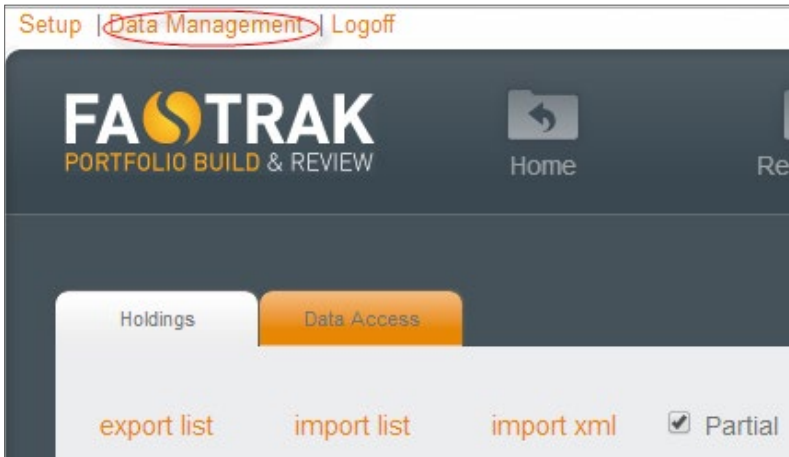 Setup | Data Management | Logoff
FASTRAK
PORTFOLIO BUILD & REVIEW
Home
Holdings Data Access
export list import list import xml Partial